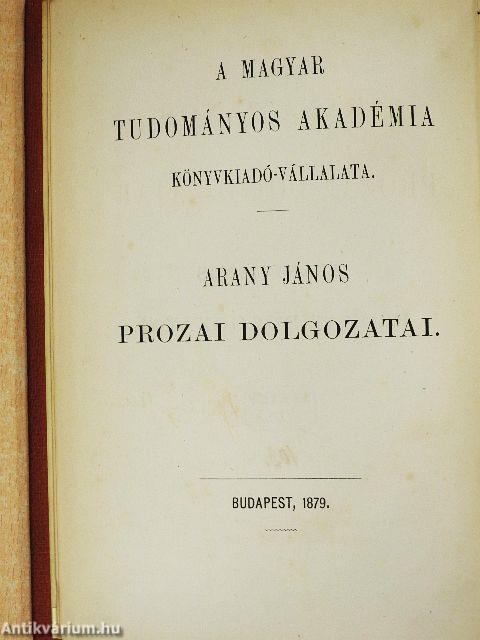 A MAGYAR
TUDOMÁNYOS AKADÉMIA
KÖNYVKIADÓ-VÁLLALATA.
ARANY JÁNOS
PROZAI DOLGOZATAI.
BUDAPEST, 1879.
Antikvarium.hu